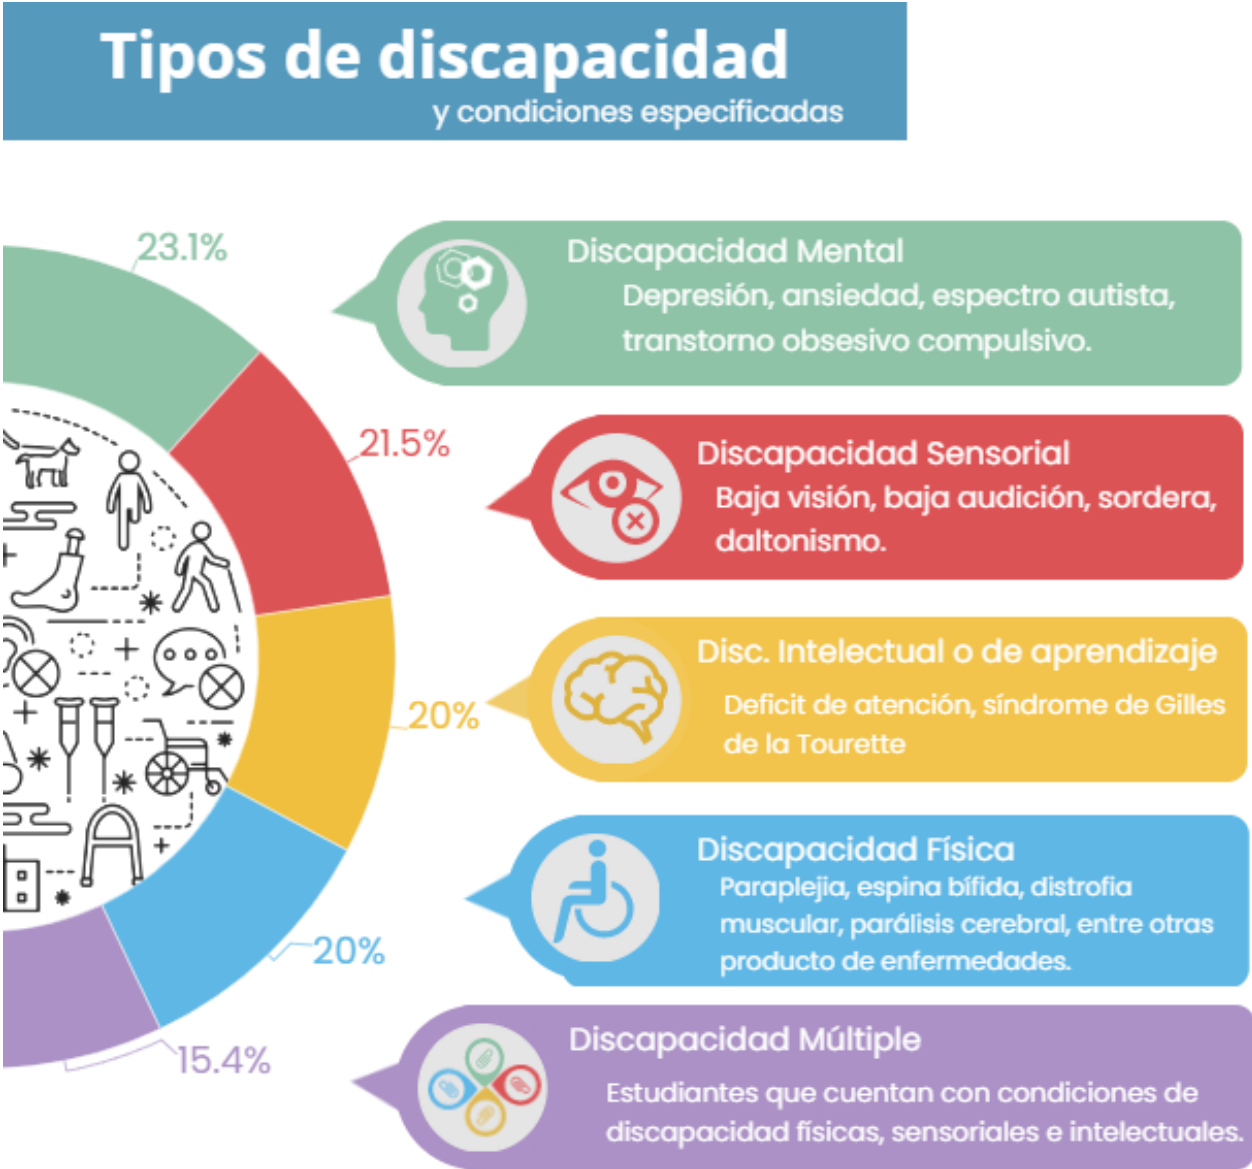 Tipos de discapacidad
y condiciones especificadas
23.1%
Discapacidad Mental
Depresión, ansiedad, espectro autista,
transtorno obsesivo compulsivo.
21.5%
Discapacidad Sensorial
Baja visión, baja audición, sordera,
daltonismo.
20%
Disc. Intelectual o de aprendizaje
Deficit de atención, síndrome de Gilles
de la Tourette
20%
Discapacidad Física
Paraplejia, espina bífida, distrofia
muscular, parálisis cerebral, entre otras
producto de enfermedades.
15.4%
Discapacidad Múltiple
Estudiantes que cuentan con condiciones de
discapacidad físicas, sensoriales e intelectuales.